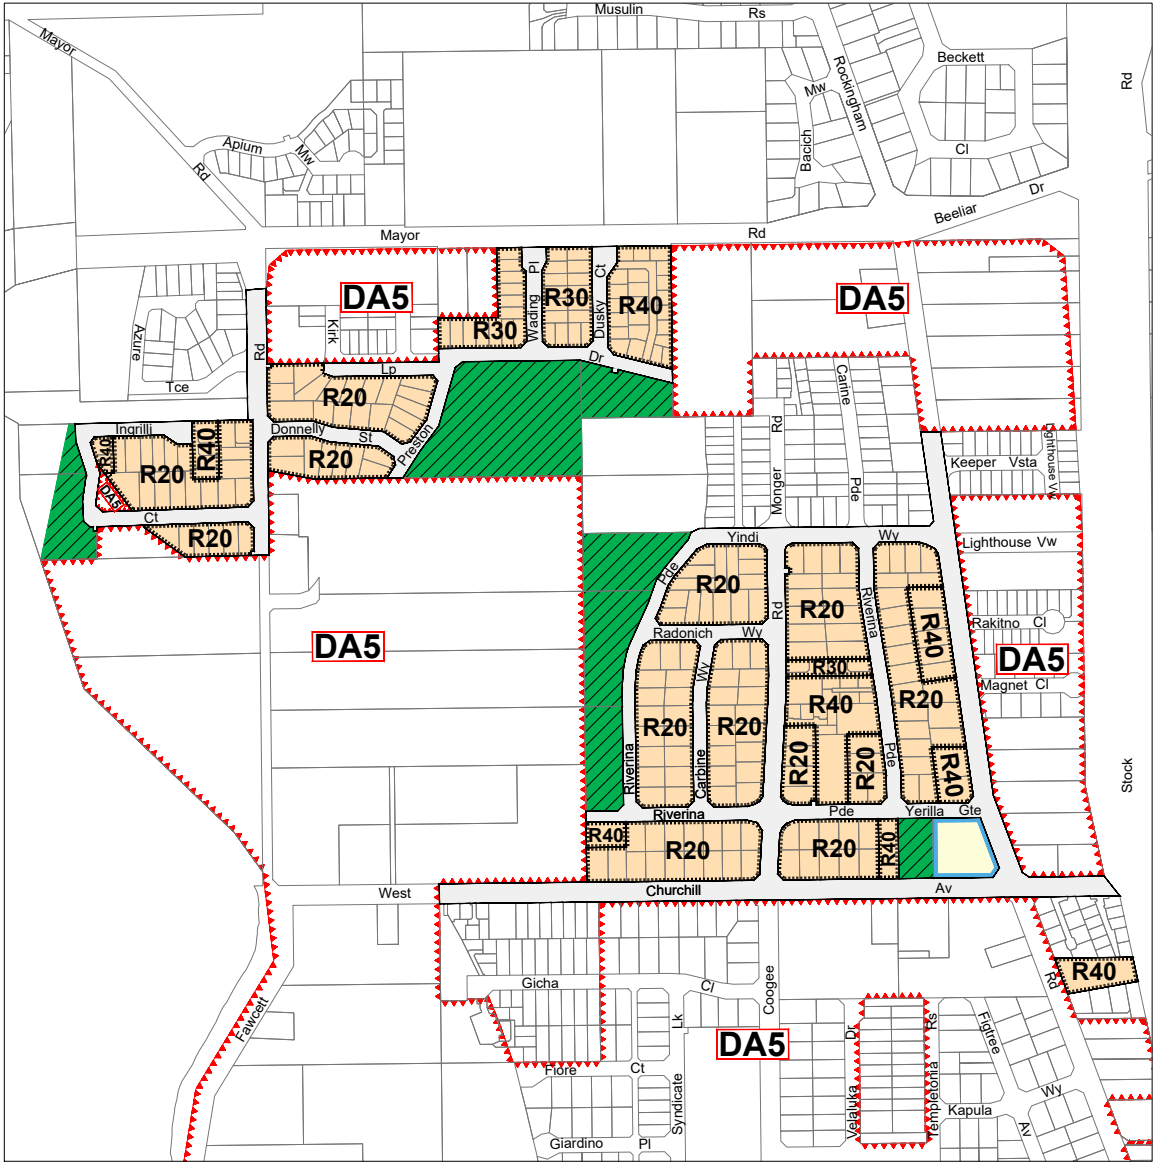 Musulin
Rs
Mayor
Rockingham
Beckett
Rd
Mw
Bacich
Apium
Mw
Cl
Rd
Dr
Beeliar
Mayor
Rd
Pl
Ct
DA5
R30
R40
DA5
Wading
Dusky
Kirk
R30
Azure
Rd
Dr
Lp
Tce
R20
Carine
Donnelly
St
Preston
Ingrilli
R40
R40
R20
R20
DA5
Rd
Monger
Pde
Keeper
Vsta
Lighthouse Vw
Ct
R20
Yindi
Wy
Lighthouse Vw
Pde
R20
R20
Rd
Riverina
R40
Rakitno
Cl
Radonich
Wy
DA5
Wy
R30
DA5
Magnet
Cl
R40
R20
R20
R20
R20
R20
Pde
R40
Riverina
Carbine
Stock
Riverina
Pde
Yerilla
Gte
R40
R20
R20
R40
West
Churchill
Av
R40
Gicha
Cl
Coogee
Rd
Fawcett
Lk
DA5
Dr
Rs
Figtree
Fiore
Ct
Syndicate
Velaluka
Templetonia
Kapula
Wy
Av
Giardino
Pl